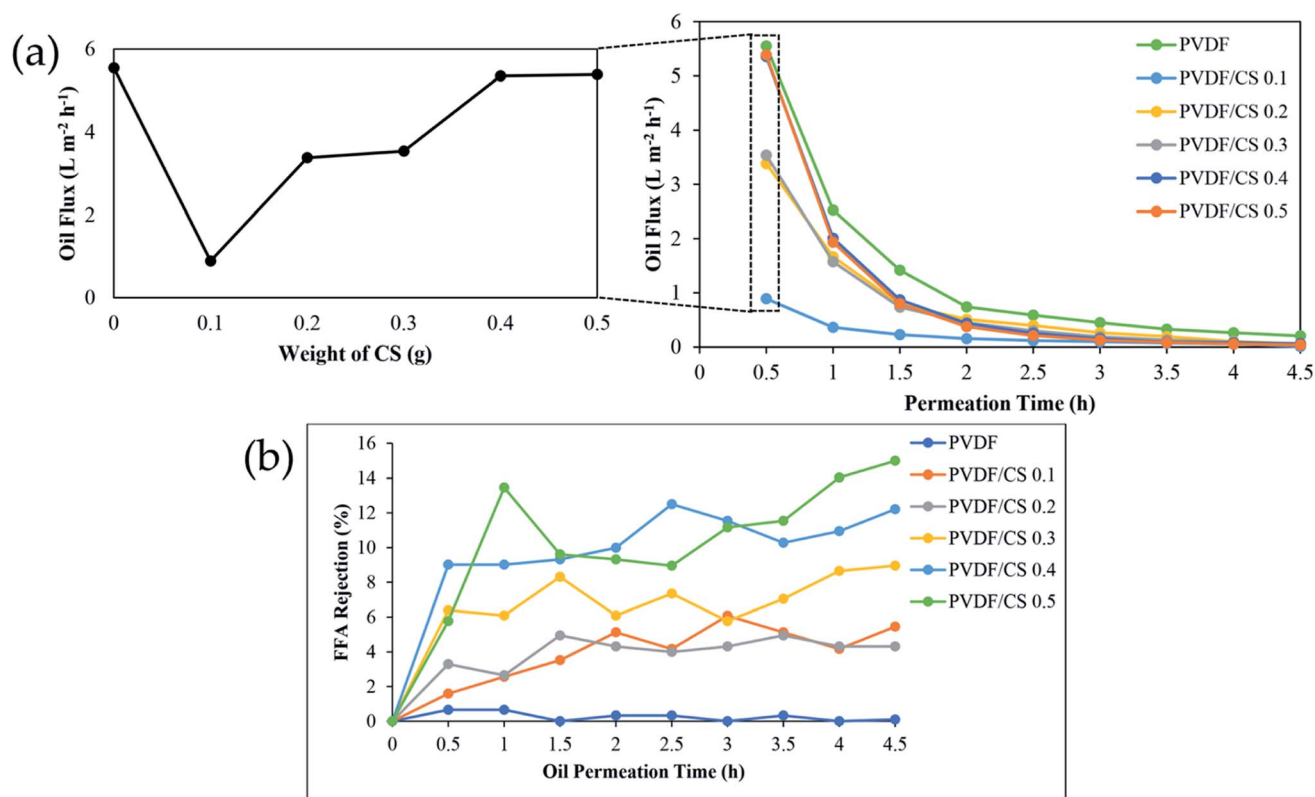 (a)
Oil Flux (L m⁻² h⁻¹)
6
4
2
0
0 0.1 0.2 0.3 0.4 0.5
Weight of CS (g)
Oil Flux (L m⁻² h⁻¹)
6
5
4
3
2
1
0
0 0.5 1 1.5 2 2.5 3 3.5 4 4.5
Permeation Time (h)
PVDF
PVDF/CS 0.1
PVDF/CS 0.2
PVDF/CS 0.3
PVDF/CS 0.4
PVDF/CS 0.5
(b)
FFA Rejection (%)
16
14
12
10
8
6
4
2
0
0 0.5 1 1.5 2 2.5 3 3.5 4 4.5
Oil Permeation Time (h)
PVDF
PVDF/CS 0.1
PVDF/CS 0.2
PVDF/CS 0.3
PVDF/CS 0.4
PVDF/CS 0.5